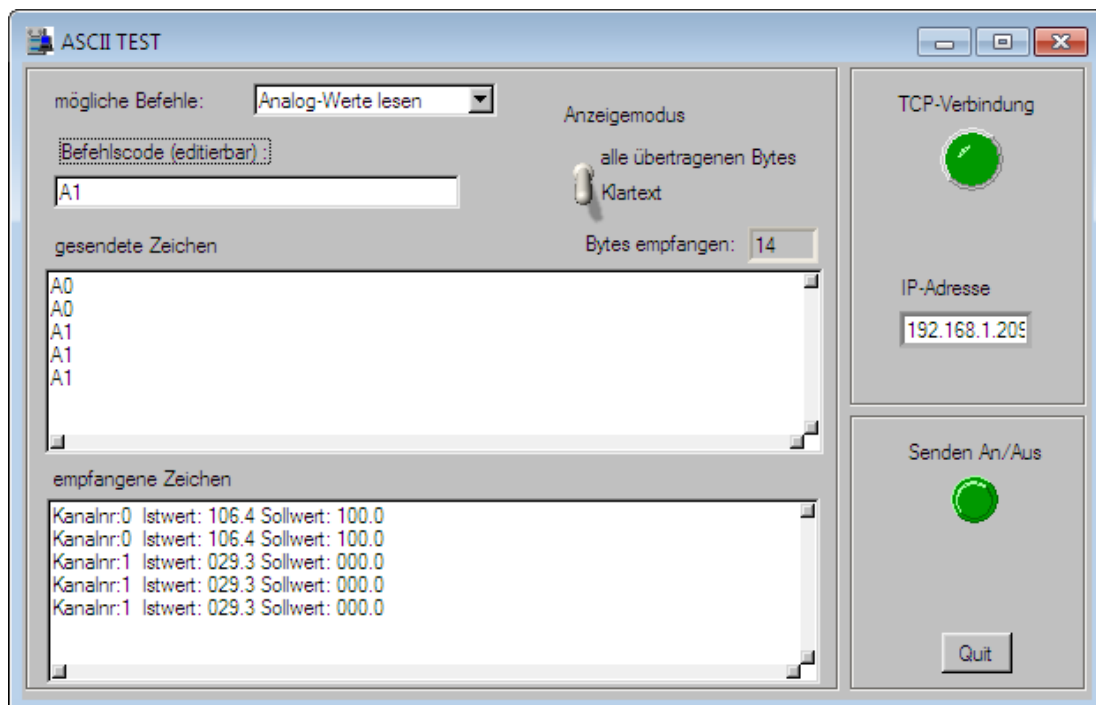 ASCII TEST
mögliche Befehle: Analog-Werte lesen
Befehlscode (editierbar) :
A1
Anzeigemodus
alle übertragenen Bytes
Klartext
gesendete Zeichen
Bytes empfangen: 14
A0
A0
A1
A1
A1
empfangene Zeichen
Kanalnr:0 Istwert: 106.4 Sollwert: 100.0
Kanalnr:0 Istwert: 106.4 Sollwert: 100.0
Kanalnr:1 Istwert: 029.3 Sollwert: 000.0
Kanalnr:1 Istwert: 029.3 Sollwert: 000.0
Kanalnr:1 Istwert: 029.3 Sollwert: 000.0
TCP-Verbindung
IP-Adresse
192.168.1.209
Senden An/Aus
Quit